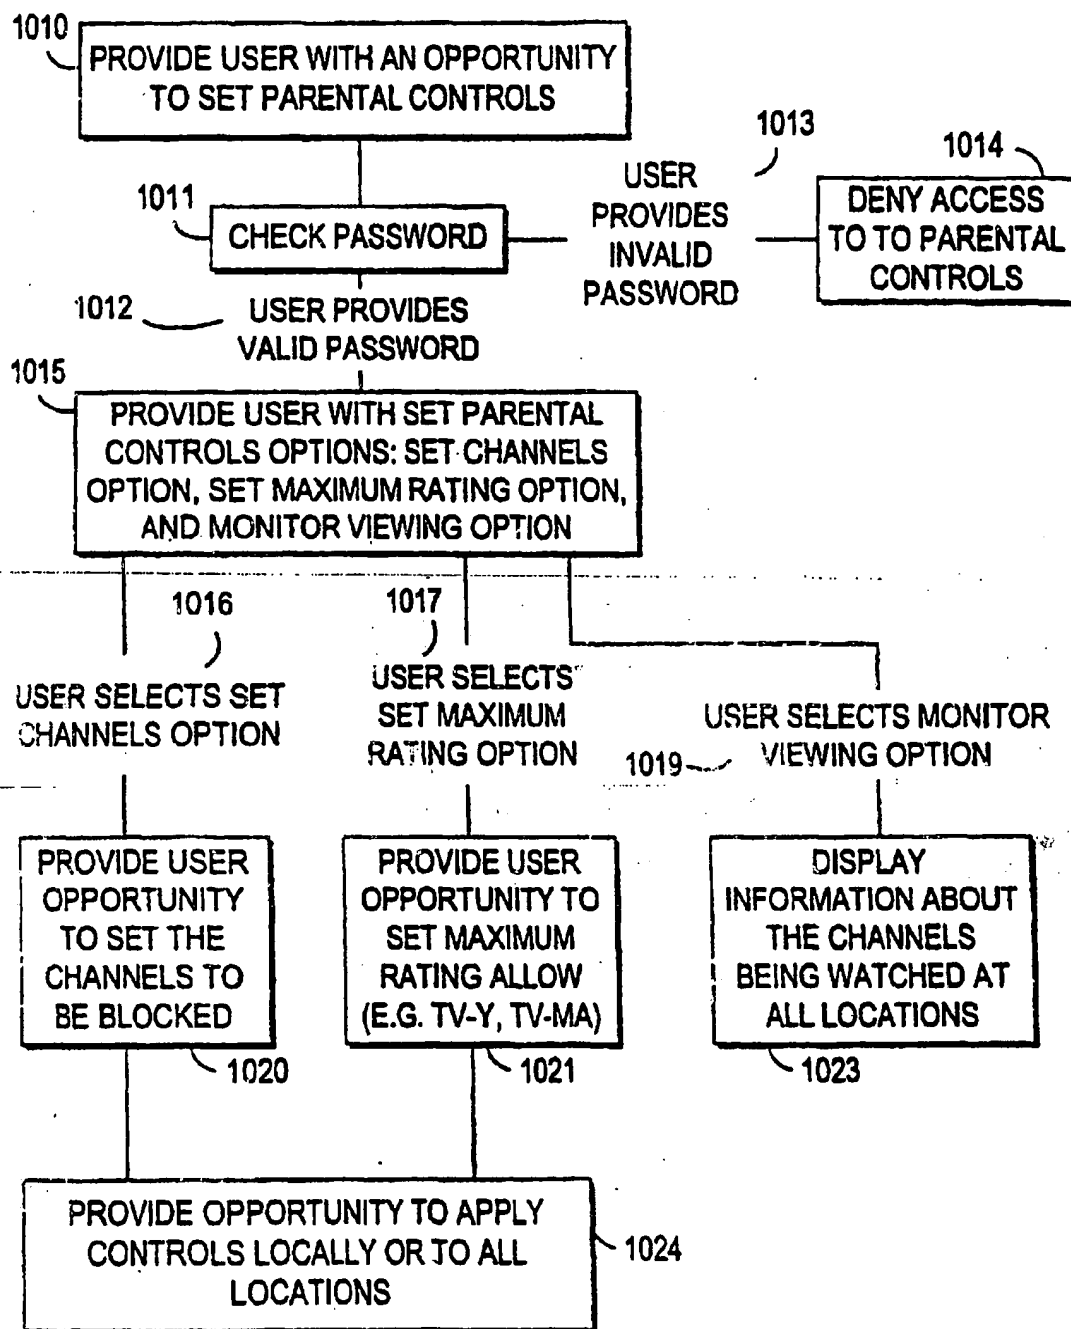 1010
PROVIDE USER WITH AN OPPORTUNITY
TO SET PARENTAL CONTROLS
1011
CHECK PASSWORD
1013
USER
PROVIDES
INVALID
PASSWORD
1014
DENY ACCESS
TO TO PARENTAL
CONTROLS
1012
USER PROVIDES
VALID PASSWORD
1015
PROVIDE USER WITH SET PARENTAL
CONTROLS OPTIONS: SET CHANNELS
OPTION, SET MAXIMUM RATING OPTION,
AND MONITOR VIEWING OPTION
1016
USER SELECTS SET
CHANNELS OPTION
1017
USER SELECTS
SET MAXIMUM
RATING OPTION
USER SELECTS MONITOR
VIEWING OPTION
1019
PROVIDE USER
OPPORTUNITY
TO SET THE
CHANNELS TO
BE BLOCKED
1020
PROVIDE USER
OPPORTUNITY TO
SET MAXIMUM
RATING ALLOW
(E.G. TV-Y, TV-MA)
1021
DISPLAY
INFORMATION ABOUT
THE CHANNELS
BEING WATCHED AT
ALL LOCATIONS
1023
PROVIDE OPPORTUNITY TO APPLY
CONTROLS LOCALLY OR TO ALL
LOCATIONS
1024